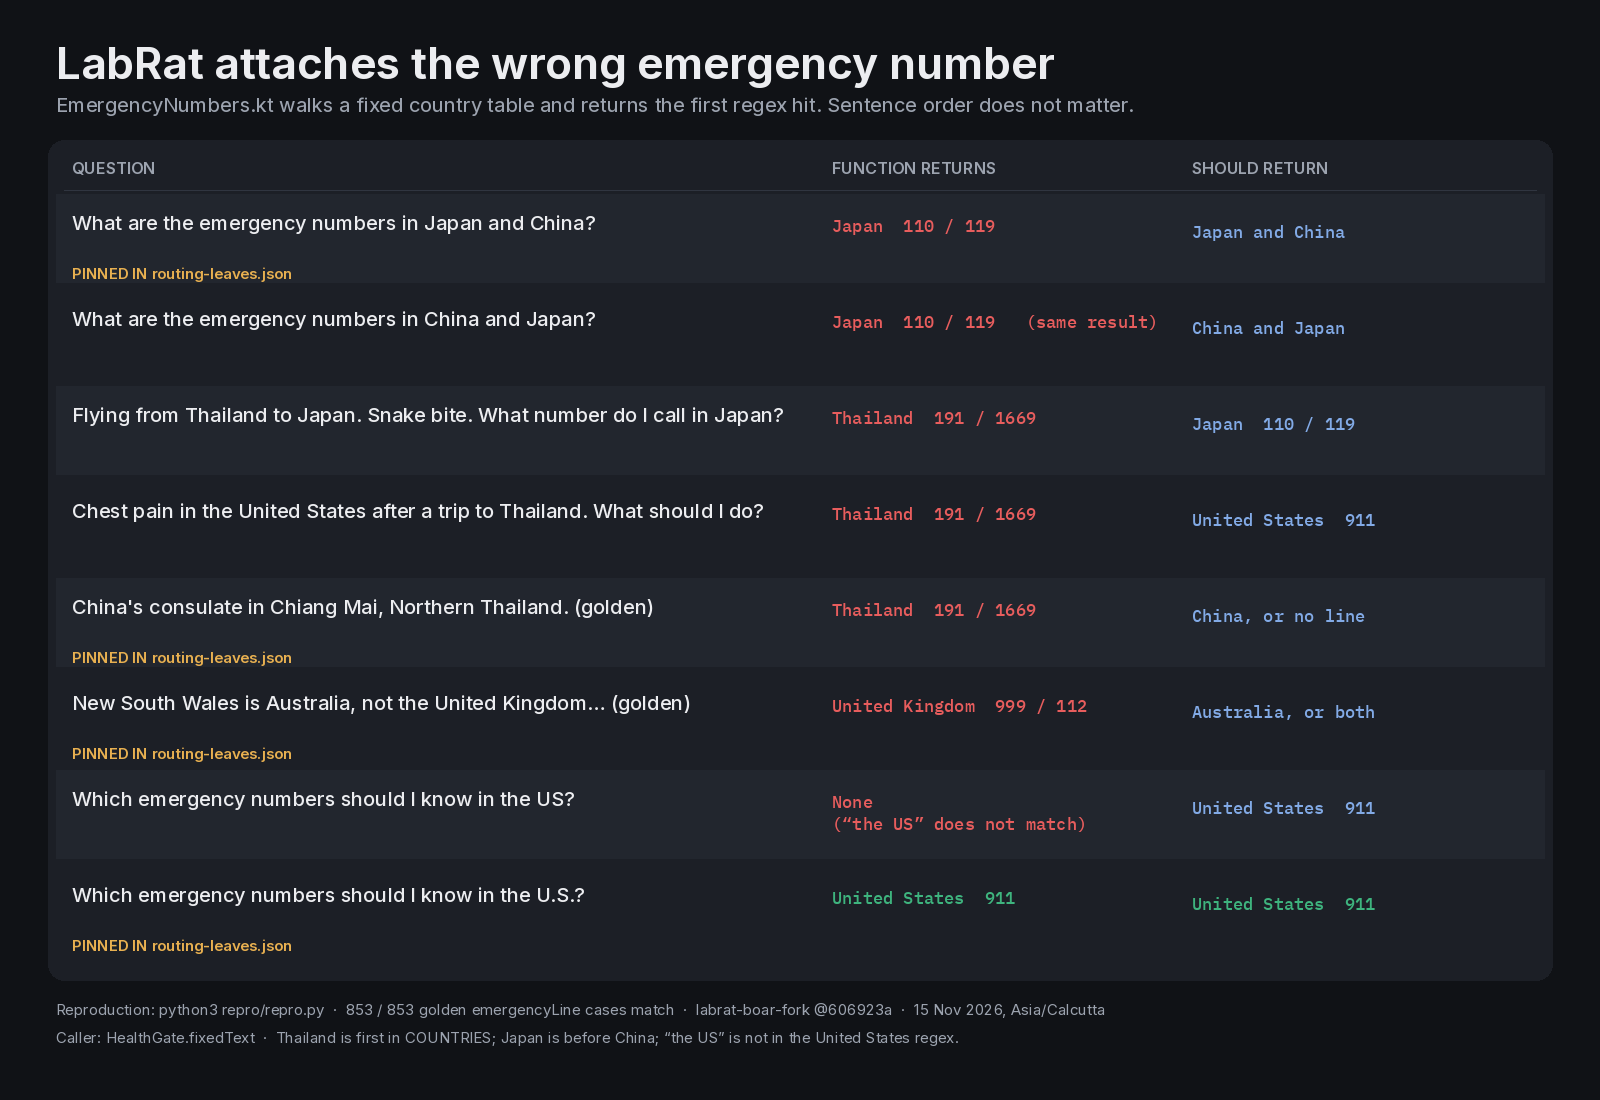 LabRat attaches the wrong emergency number
EmergencyNumbers.kt walks a fixed country table and returns the first regex hit. Sentence order does not matter.
QUESTION FUNCTION RETURNS SHOULD RETURN
What are the emergency numbers in Japan and China? Japan 110 / 119 Japan and China
PINNED IN routing-leaves.json
What are the emergency numbers in China and Japan? Japan 110 / 119 (same result) China and Japan
Flying from Thailand to Japan. Snake bite. What number do I call in Japan? Thailand 191 / 1669 Japan 110 / 119
Chest pain in the United States after a trip to Thailand. What should I do? Thailand 191 / 1669 United States 911
China's consulate in Chiang Mai, Northern Thailand. (golden) Thailand 191 / 1669 China, or no line
PINNED IN routing-leaves.json
New South Wales is Australia, not the United Kingdom… (golden) United Kingdom 999 / 112 Australia, or both
PINNED IN routing-leaves.json
Which emergency numbers should I know in the US? None United States 911
(“the US” does not match)
Which emergency numbers should I know in the U.S.? United States 911 United States 911
PINNED IN routing-leaves.json
Reproduction: python3 repro/repro.py · 853 / 853 golden emergencyLine cases match · labrat-boar-fork @606923a · 15 Nov 2026, Asia/Calcutta
Caller: HealthGate.fixedText · Thailand is first in COUNTRIES; Japan is before China; “the US” is not in the United States regex.